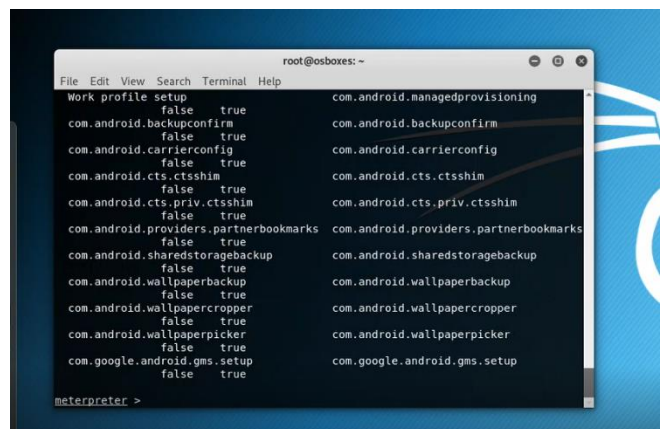 root@osboxes: ~
File Edit View Search Terminal Help
Work profile setup com.android.managedprovisioning
false true
com.android.backupconfirm com.android.backupconfirm
false true
com.android.carrierconfig com.android.carrierconfig
false true
com.android.cts.ctsshim com.android.cts.ctsshim
false true
com.android.cts.priv.ctsshim com.android.cts.priv.ctsshim
false true
com.android.providers.partnerbookmarks com.android.providers.partnerbookmarks
false true
com.android.sharedstoragebackup com.android.sharedstoragebackup
false true
com.android.wallpaperbackup com.android.wallpaperbackup
false true
com.android.wallpapercropper com.android.wallpapercropper
false true
com.android.wallpaperpicker com.android.wallpaperpicker
false true
com.google.android.gms.setup com.google.android.gms.setup
false true
meterpreter >